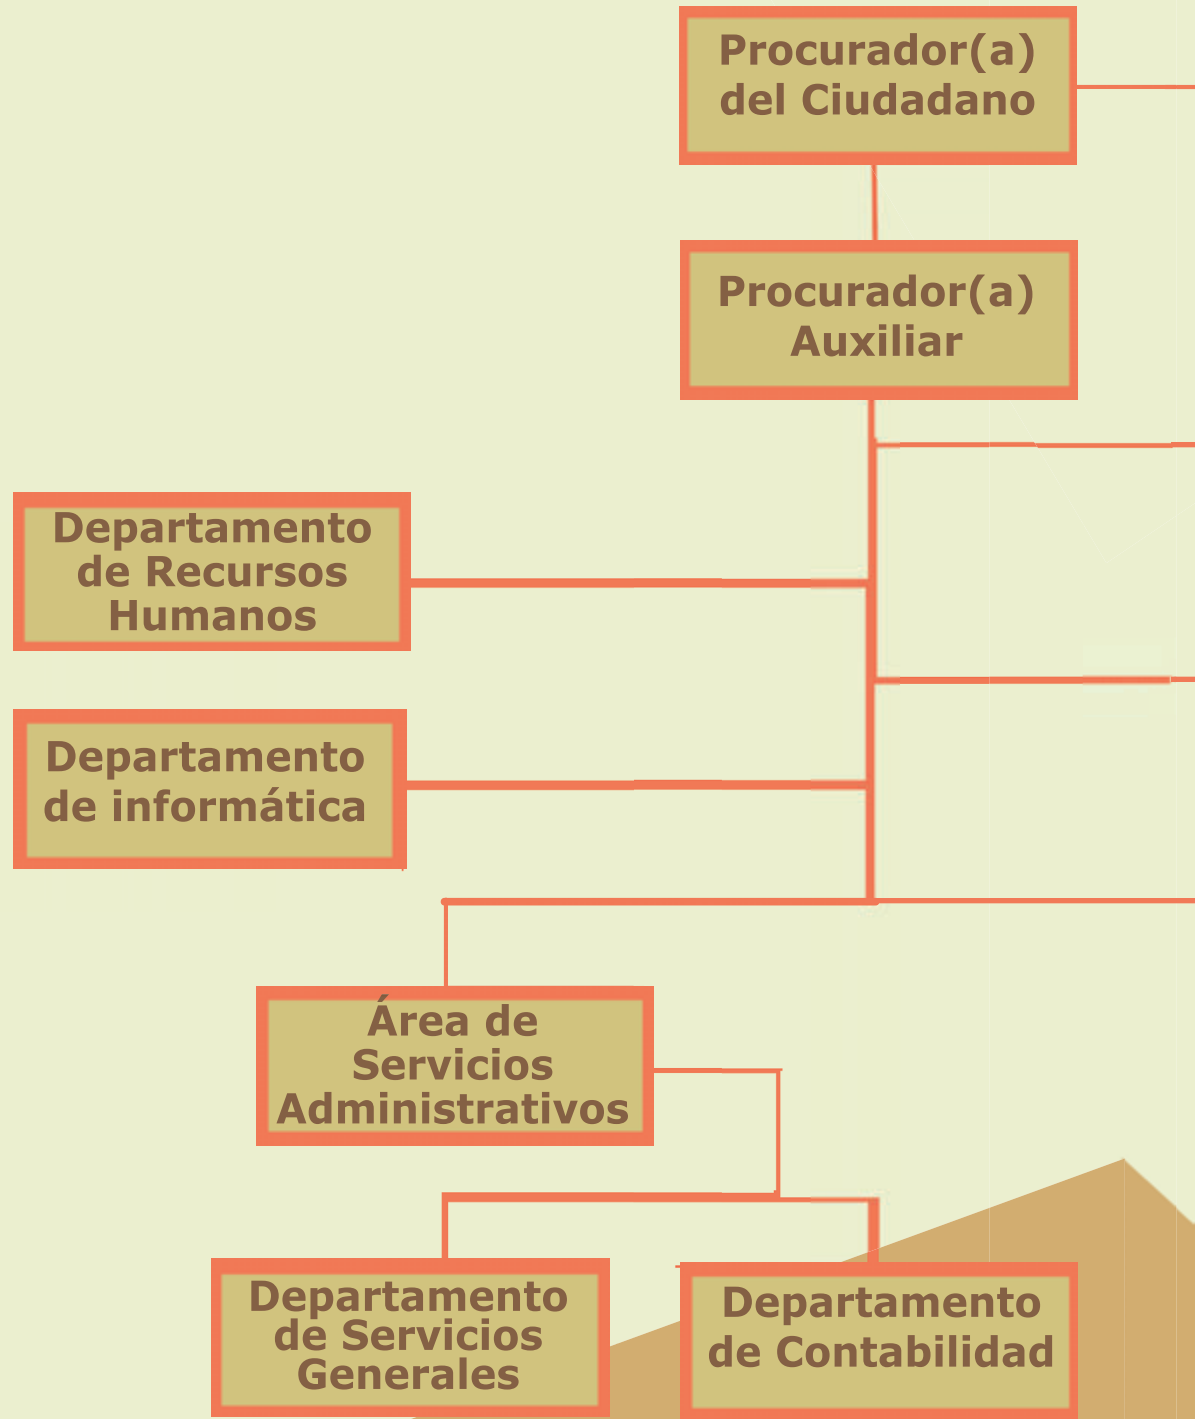 Procurador(a)
del Ciudadano
Procurador(a)
Auxiliar
Departamento
de Recursos
Humanos
Departamento
de informática
Área de
Servicios
Administrativos
Departamento
de Servicios
Generales
Departamento
de Contabilidad